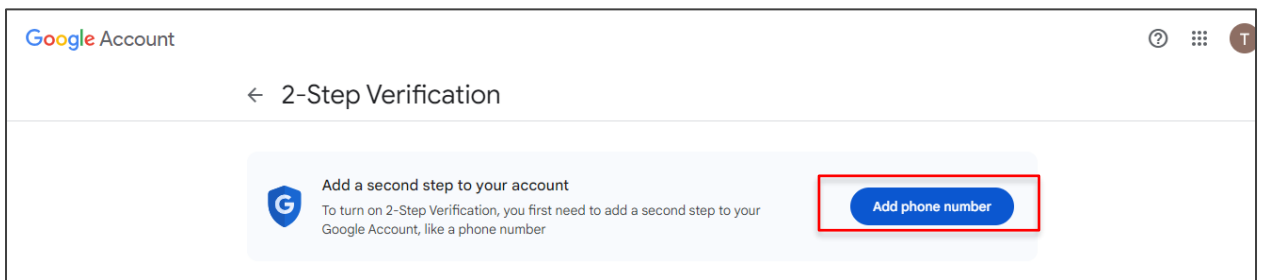 Google Account
T
2-Step Verification
Add a second step to your account
To turn on 2-Step Verification, you first need to add a second step to your
Google Account, like a phone number
Add phone number